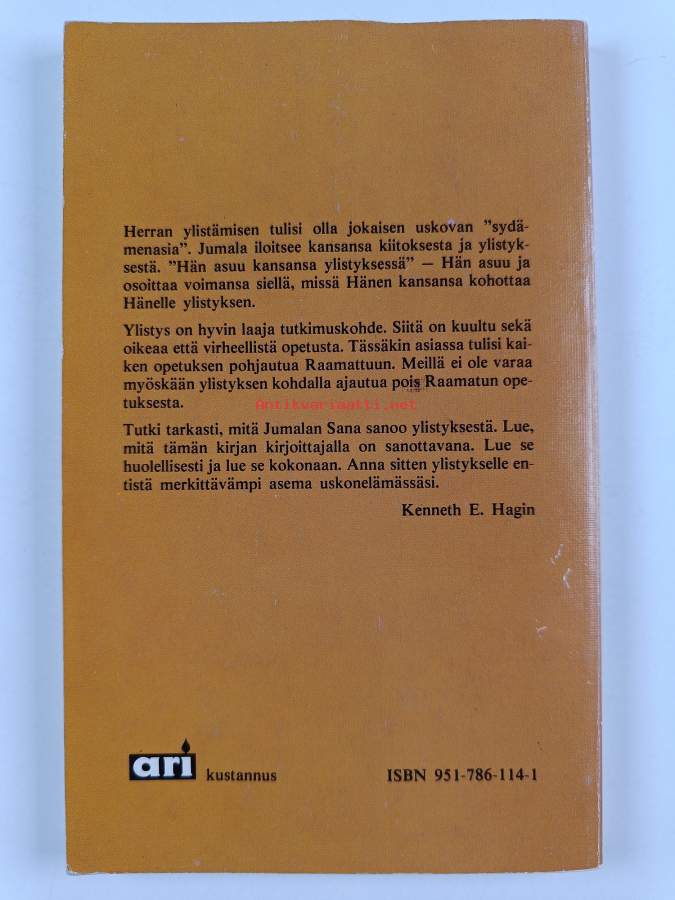 Herran ylistämisen tulisi olla jokaisen uskovan ”sydä-
menasia”. Jumala iloitsee kansansa kiitoksesta ja ylistyk-
sestä. ”Hän asuu kansansa ylistyksessä” — Hän asuu ja
osoittaa voimansa siellä, missä Hänen kansansa kohottaa
Hänelle ylistyksen.
Ylistys on hyvin laaja tutkimuskohde. Siitä on kuultu sekä
oikeaa että virheellistä opetusta. Tässäkin asiassa tulisi kai-
ken opetuksen pohjautua Raamattuun. Meillä ei ole varaa
myöskään ylistyksen kohdalla ajautua pois Raamatun ope-
tuksesta.
Antikvariaatti.net
Tutki tarkasti, mitä Jumalan Sana sanoo ylistyksestä. Lue,
mitä tämän kirjan kirjoittajalla on sanottavana. Lue se
huolellisesti ja lue se kokonaan. Anna sitten ylistykselle en-
tistä merkittävämpi asema uskonelämässäsi.
Kenneth E. Hagin
ari kustannus
ISBN 951-786-114-1